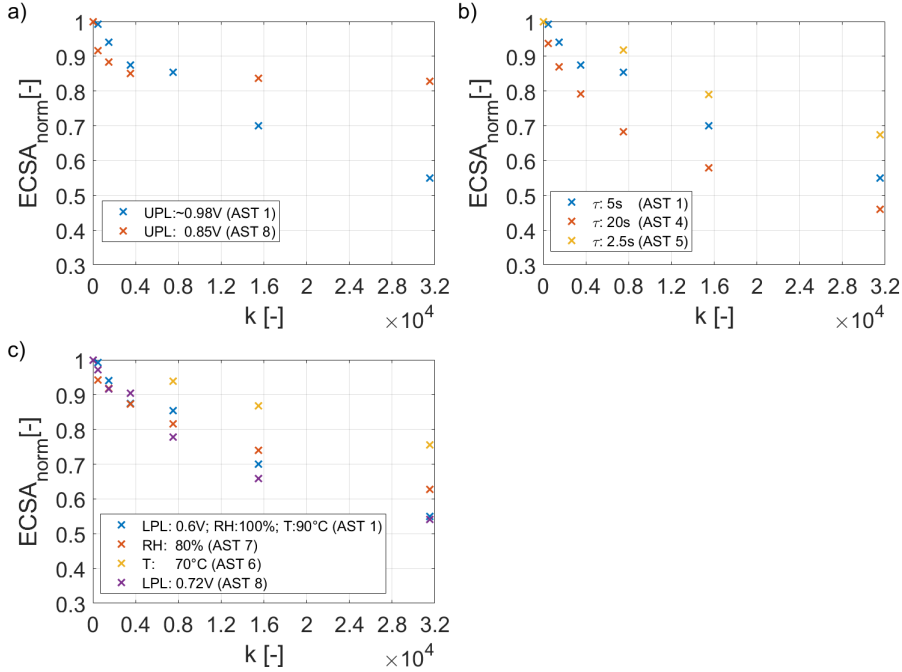 a)
ECSAnorm[-]
1
0.9
0.8
0.7
0.6
0.5
0.4
0.3
UPL:~0.98V (AST 1)
UPL: 0.85V (AST 8)
0 0.4 0.8 1.2 1.6 2.0 2.4 2.8 3.2
×10^4
k [-]
b)
ECSAnorm[-]
1
0.9
0.8
0.7
0.6
0.5
0.4
0.3
τ: 5s (AST 1)
τ: 20s (AST 4)
τ: 2.5s (AST 5)
0 0.4 0.8 1.2 1.6 2.0 2.4 2.8 3.2
×10^4
k [-]
c)
ECSAnorm[-]
1
0.9
0.8
0.7
0.6
0.5
0.4
0.3
LPL: 0.6V; RH:100%; T:90°C (AST 1)
RH: 80% (AST 7)
T: 70°C (AST 6)
LPL: 0.72V (AST 8)
0 0.4 0.8 1.2 1.6 2.0 2.4 2.8 3.2
×10^4
k [-]